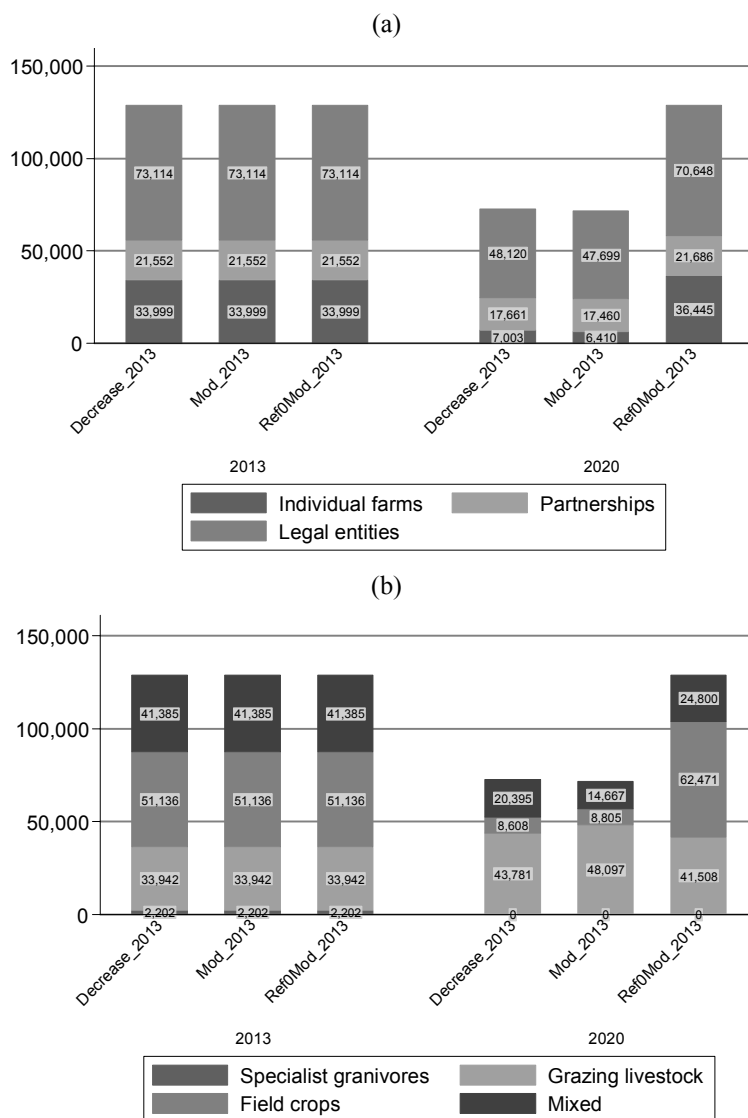 (a)
150,000
100,000
50,000
0
73,114 73,114 73,114 70,648
21,552 21,552 21,552 48,120 47,699 21,686
33,999 33,999 33,999 17,661 17,460 36,445
7,003 6,410
Decrease_2013 Mod_2013 Ref0Mod_2013 Decrease_2013 Mod_2013 Ref0Mod_2013
2013 2020
Individual farms Partnerships
Legal entities
(b)
150,000
100,000
50,000
0
41,385 41,385 41,385 24,800
51,136 51,136 51,136 20,395 14,667 62,471
8,608 8,805
33,942 33,942 33,942 43,781 48,097 41,508
2,202 2,202 2,202 0 0 0
Decrease_2013 Mod_2013 Ref0Mod_2013 Decrease_2013 Mod_2013 Ref0Mod_2013
2013 2020
Specialist granivores Grazing livestock
Field crops Mixed